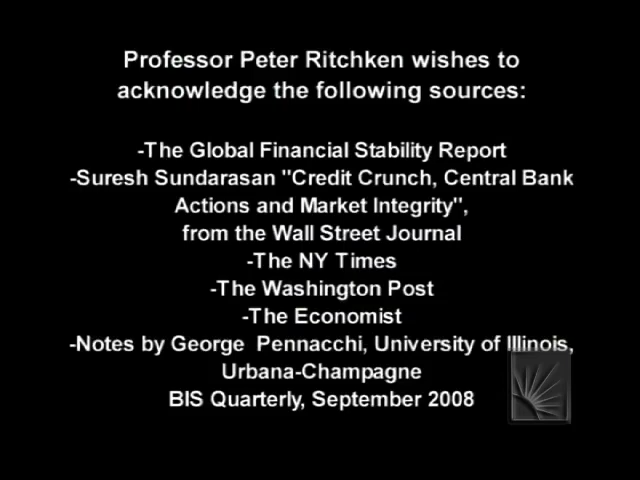 Professor Peter Ritchken wishes to
acknowledge the following sources:
-The Global Financial Stability Report
-Suresh Sundarasan "Credit Crunch, Central Bank
Actions and Market Integrity",
from the Wall Street Journal
-The NY Times
-The Washington Post
-The Economist
-Notes by George  Pennacchi, University of Illinois,
Urbana-Champagne
BIS Quarterly, September 2008